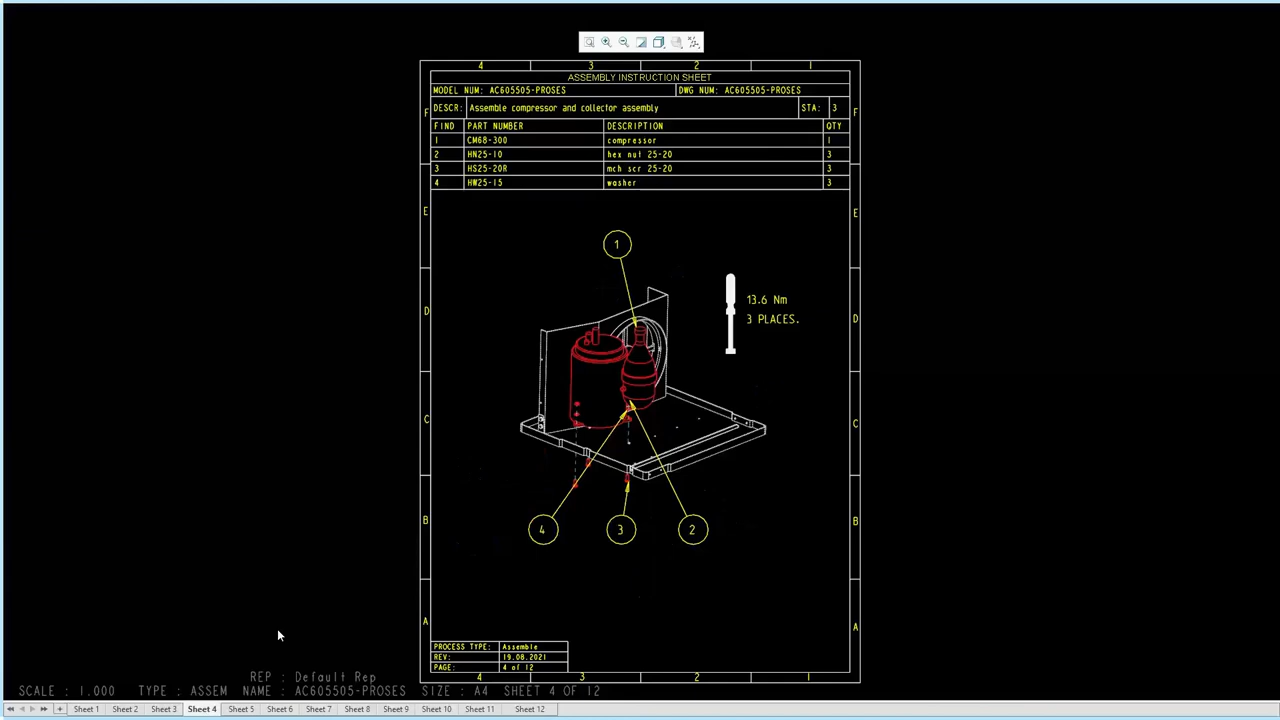 4 3 2 1
ASSEMBLY INSTRUCTION SHEET
MODEL NUM: AC605505-PROSES DWG NUM: AC605505-PROSES
F DESCR: Assemble compressor and collector assembly STA: 3 F
FIND PART NUMBER DESCRIPTION QTY
1 CM68-300 compressor 1
2 HN25-10 hex nut 25-20 3
3 HS25-20R mch scr 25-20 3
4 HW25-15 washer 3
E E
1
13.6 Nm
D D
3 PLACES.
C C
B B
4 3 2
A A
PROCESS TYPE: Assemble
REV: 19.08.2021
PAGE: 4 of 12
4 3 2 1
REP : Default Rep
SCALE : 1.000 TYPE : ASSEM NAME : AC605505-PROSES SIZE : A4 SHEET 4 OF 12
Sheet 1 Sheet 2 Sheet 3 Sheet 4 Sheet 5 Sheet 6 Sheet 7 Sheet 8 Sheet 9 Sheet 10 Sheet 11 Sheet 12